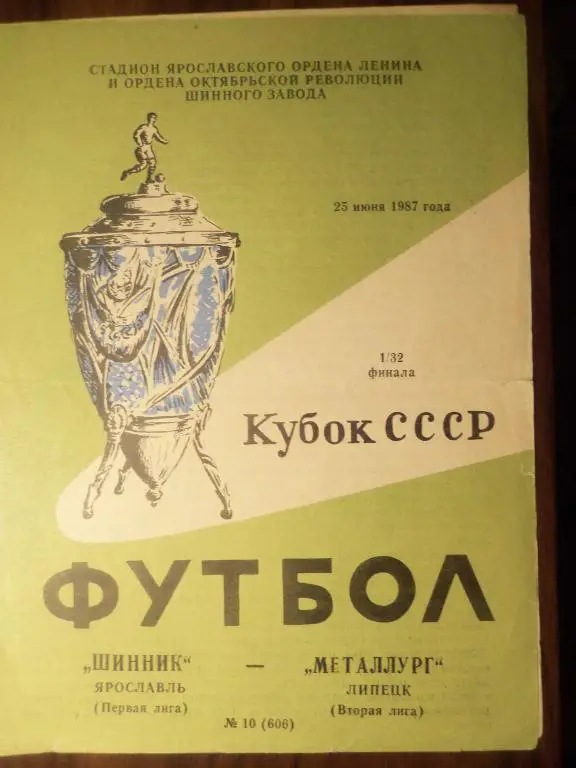 СТАДИОН ЯРОСЛАВСКОГО ОРДЕНА ЛЕНИНА
И ОРДЕНА ОКТЯБРЬСКОЙ РЕВОЛЮЦИИ
ШИННОГО ЗАВОДА
25 июня 1987 года
1/32
финала
Кубок СССР
ФУТБОЛ
„ШИННИК“ — „МЕТАЛЛУРГ“
ЯРОСЛАВЛЬ ЛИПЕЦК
(Первая лига) (Вторая лига)
№ 10 (606)